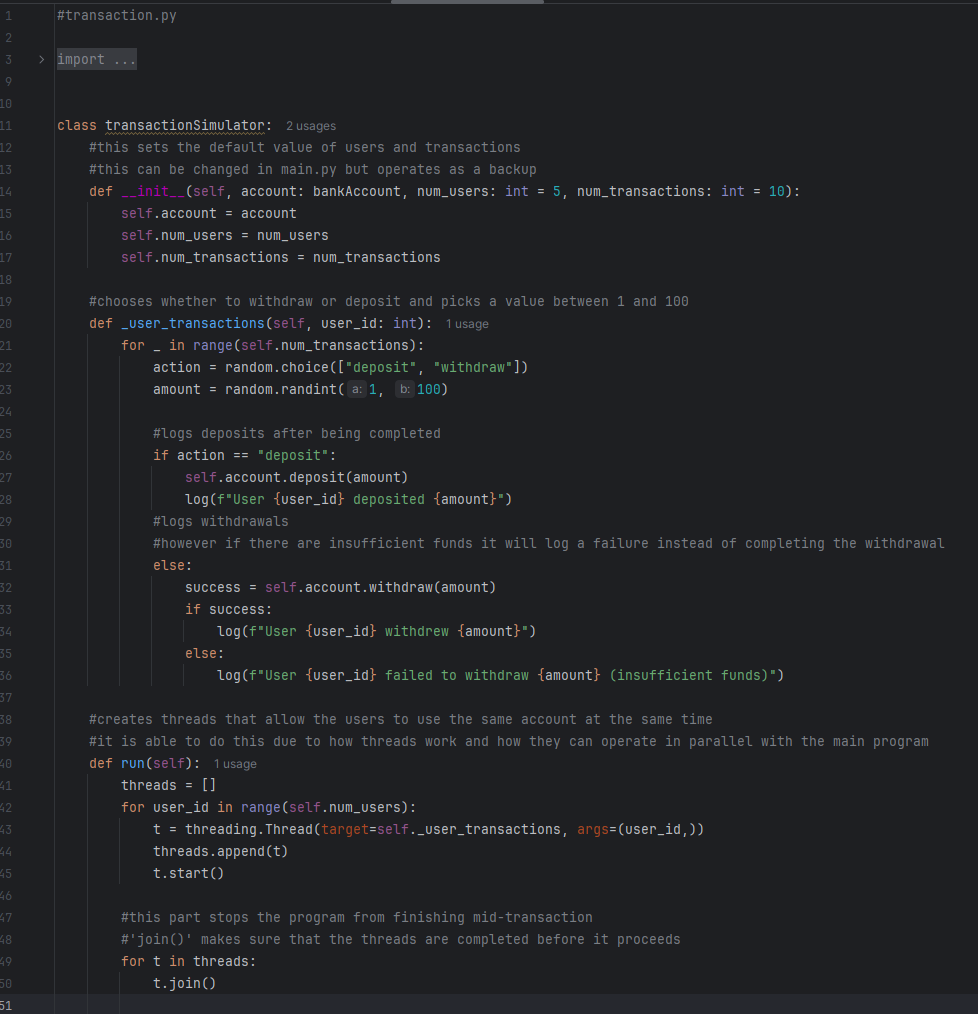 1 #transaction.py
2
3 > import ...
9
10
11 class transactionSimulator: 2 usages
12     #this sets the default value of users and transactions
13     #this can be changed in main.py but operates as a backup
14     def __init__(self, account: bankAccount, num_users: int = 5, num_transactions: int = 10):
15         self.account = account
16         self.num_users = num_users
17         self.num_transactions = num_transactions
18
19     #chooses whether to withdraw or deposit and picks a value between 1 and 100
20     def _user_transactions(self, user_id: int): 1 usage
21         for _ in range(self.num_transactions):
22             action = random.choice(["deposit", "withdraw"])
23             amount = random.randint( a: 1, b: 100)
24
25             #logs deposits after being completed
26             if action == "deposit":
27                 self.account.deposit(amount)
28                 log(f"User {user_id} deposited {amount}")
29             #logs withdrawals
30             #however if there are insufficient funds it will log a failure instead of completing the withdrawal
31             else:
32                 success = self.account.withdraw(amount)
33                 if success:
34                     log(f"User {user_id} withdrew {amount}")
35                 else:
36                     log(f"User {user_id} failed to withdraw {amount} (insufficient funds)")
37
38     #creates threads that allow the users to use the same account at the same time
39     #it is able to do this due to how threads work and how they can operate in parallel with the main program
40     def run(self): 1 usage
41         threads = []
42         for user_id in range(self.num_users):
43             t = threading.Thread(target=self._user_transactions, args=(user_id,))
44             threads.append(t)
45             t.start()
46
47         #this part stops the program from finishing mid-transaction
48         #'join()' makes sure that the threads are completed before it proceeds
49         for t in threads:
50             t.join()
51